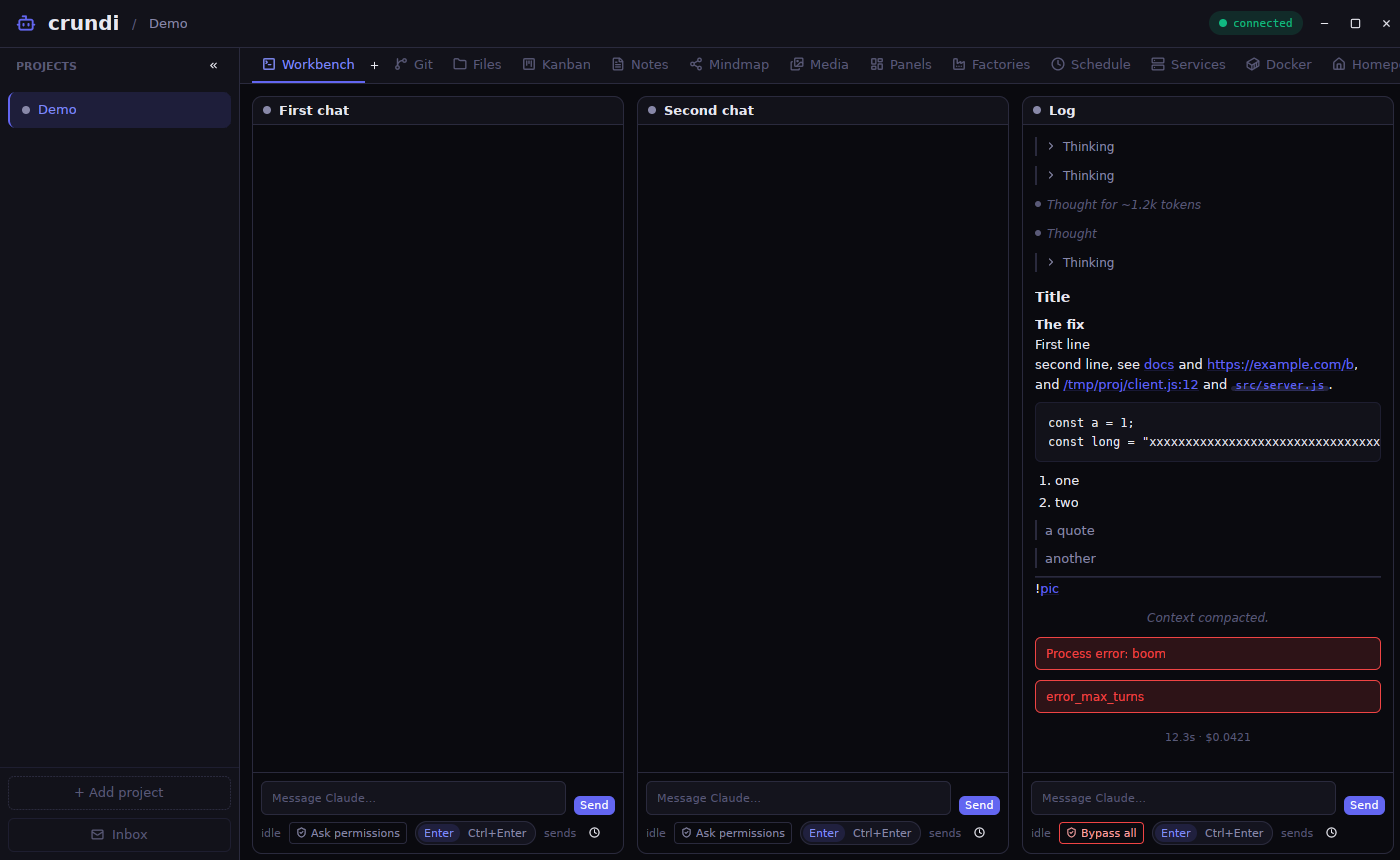 crundi / Demo
connected
PROJECTS «
Workbench + Git Files Kanban Notes Mindmap Media Panels Factories Schedule Services Docker Homep
Demo
First chat
Second chat
Log
Thinking
Thinking
Thought for ~1.2k tokens
Thought
Thinking
Title
The fix
First line
second line, see docs and https://example.com/b,
and /tmp/proj/client.js:12 and src/server.js.
const a = 1;
const long = "xxxxxxxxxxxxxxxxxxxxxxxxxxxxxxxx
1. one
2. two
a quote
another
!pic
Context compacted.
Process error: boom
error_max_turns
12.3s · $0.0421
+ Add project
Inbox
Message Claude... Send
idle Ask permissions Enter Ctrl+Enter sends
Message Claude... Send
idle Ask permissions Enter Ctrl+Enter sends
Message Claude... Send
idle Bypass all Enter Ctrl+Enter sends